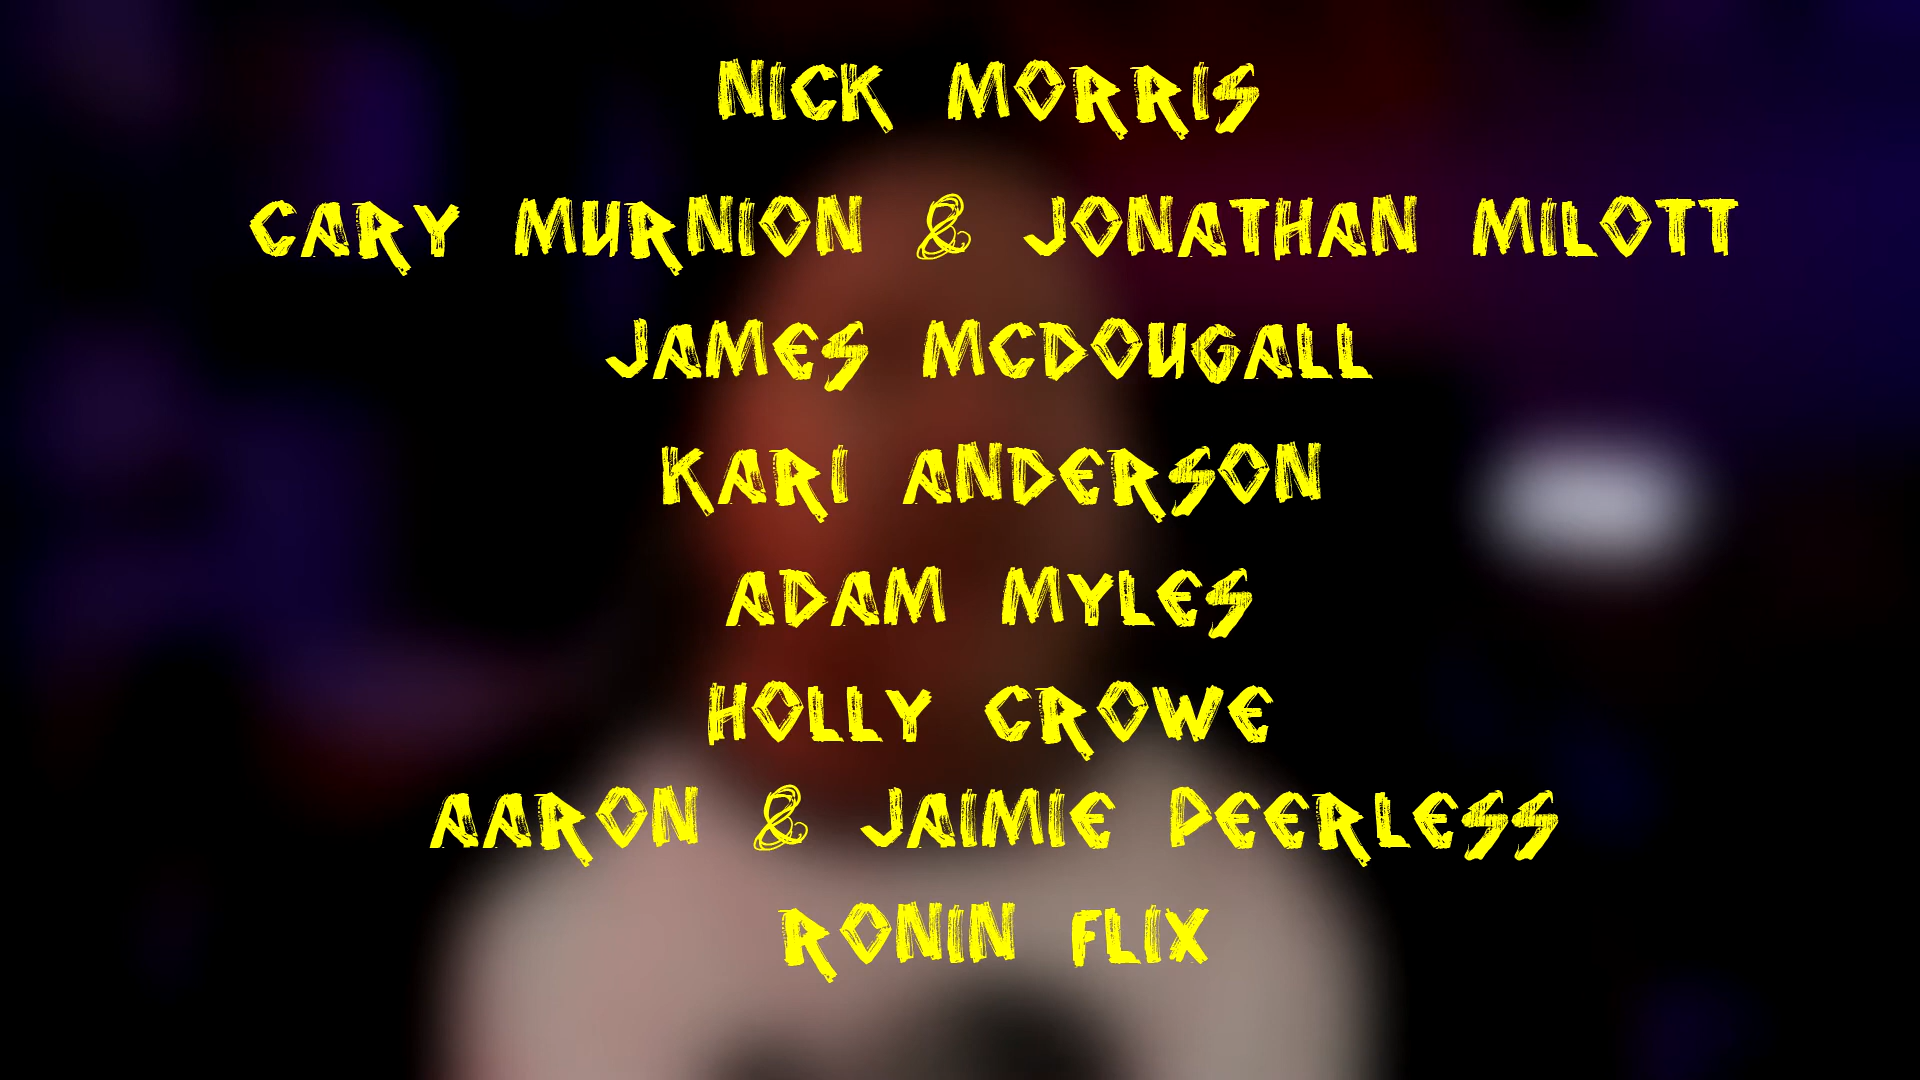 NICK MORRIS
CARY MURNION & JONATHAN MILOTT
JAMES MCDOUGALL
KARI ANDERSON
ADAM MYLES
HOLLY CROWE
AARON & JAIMIE PEERLESS
RONIN FLIX